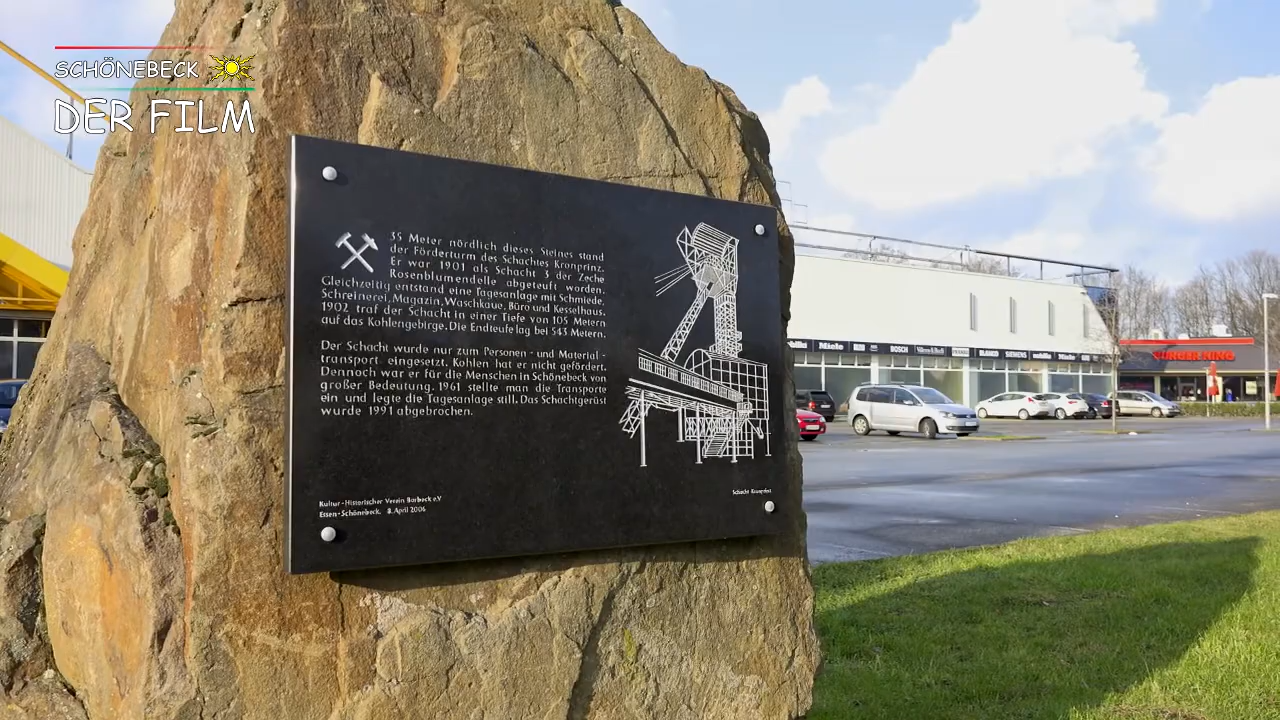 SCHÖNEBECK
DER FILM
35 Meter nördlich dieses Steines stand
der Förderturm des Schachtes Kronprinz.
Er war 1901 als Schacht 3 der Zeche
Rosenblumendelle abgeteuft worden.
Gleichzeitig entstand eine Tagesanlage mit Schmiede,
Schreinerei, Magazin, Waschkaue, Büro und Kesselhaus.
1902 traf der Schacht in einer Tiefe von 105 Metern
auf das Kohlengebirge. Die Endteufe lag bei 543 Metern.
Der Schacht wurde nur zum Personen - und Material -
transport eingesetzt. Kohlen hat er nicht gefördert.
Dennoch war er für die Menschen in Schönebeck von
großer Bedeutung. 1961 stellte man die Transporte
ein und legte die Tagesanlage still. Das Schachtgerüst
wurde 1991 abgebrochen.
Kultur-Historischer Verein Borbeck e.V
Essen-Schönebeck, 8. April 2006
Schacht Kronprinz
Miele
BOSCH
BLANCO
SIEMENS
Miele
BURGER KING